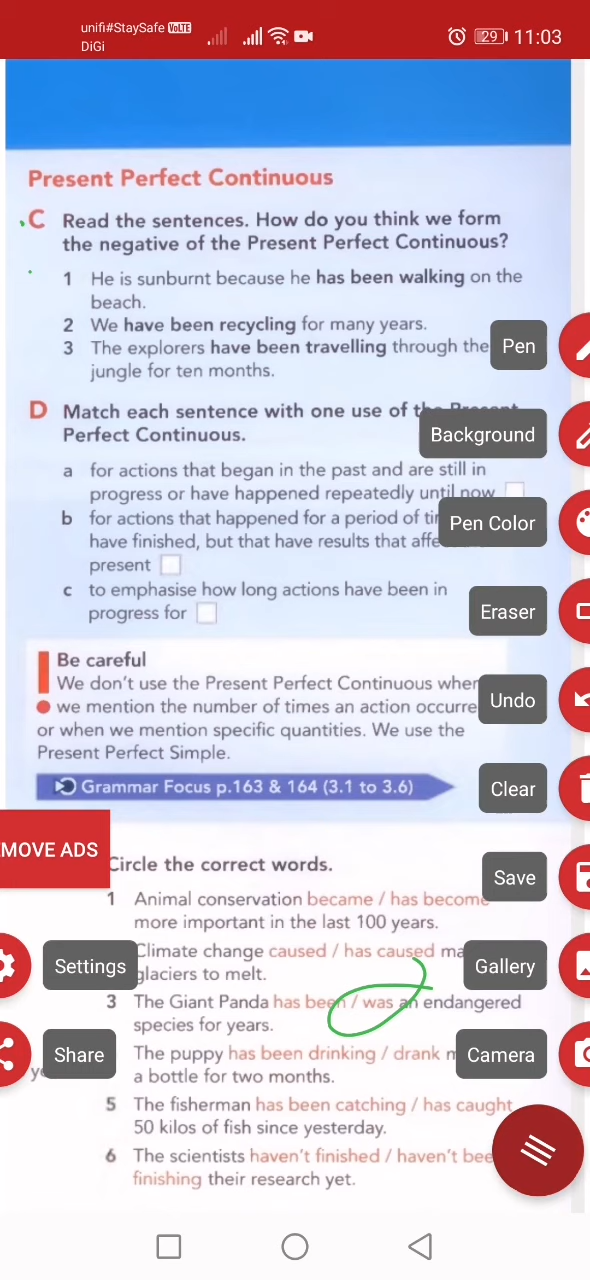 unifi#StaySafe VoLTE
DiGi
29 11:03
Present Perfect Continuous
C Read the sentences. How do you think we form
the negative of the Present Perfect Continuous?
1 He is sunburnt because he has been walking on the
beach.
2 We have been recycling for many years.
3 The explorers have been travelling through the
jungle for ten months.
Pen
D Match each sentence with one use of the Present
Perfect Continuous.
Background
a for actions that began in the past and are still in
progress or have happened repeatedly until now
b for actions that happened for a period of
have finished, but that have results that
present
Pen Color
c to emphasise how long actions have been in
progress for
Eraser
Be careful
We don't use the Present Perfect Continuous when
we mention the number of times an action
or when we mention specific quantities. We use the
Present Perfect Simple.
Undo
Grammar Focus p.163 & 164 (3.1 to 3.6)
Clear
MOVE ADS
Circle the correct words.
Save
1 Animal conservation became / has become
more important in the last 100 years.
Climate change caused / has caused
glaciers to melt.
Settings
Gallery
3 The Giant Panda has been / was an endangered
species for years.
The puppy has been drinking / drank
a bottle for two months.
Share
Camera
5 The fisherman has been catching / has caught
50 kilos of fish since yesterday.
6 The scientists haven't finished / haven't
finishing their research yet.